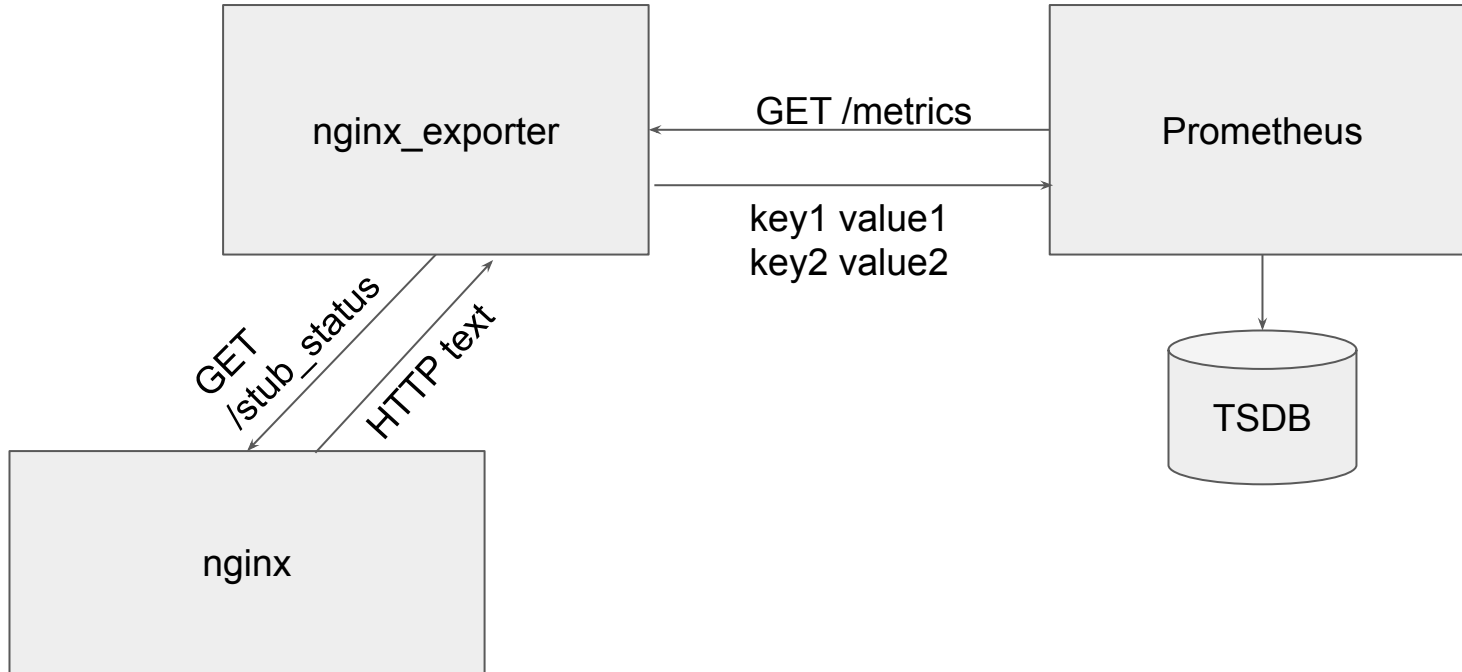 nginx_exporter
GET /metrics
Prometheus
key1 value1
key2 value2
GET
/stub_status
HTTP text
TSDB
nginx